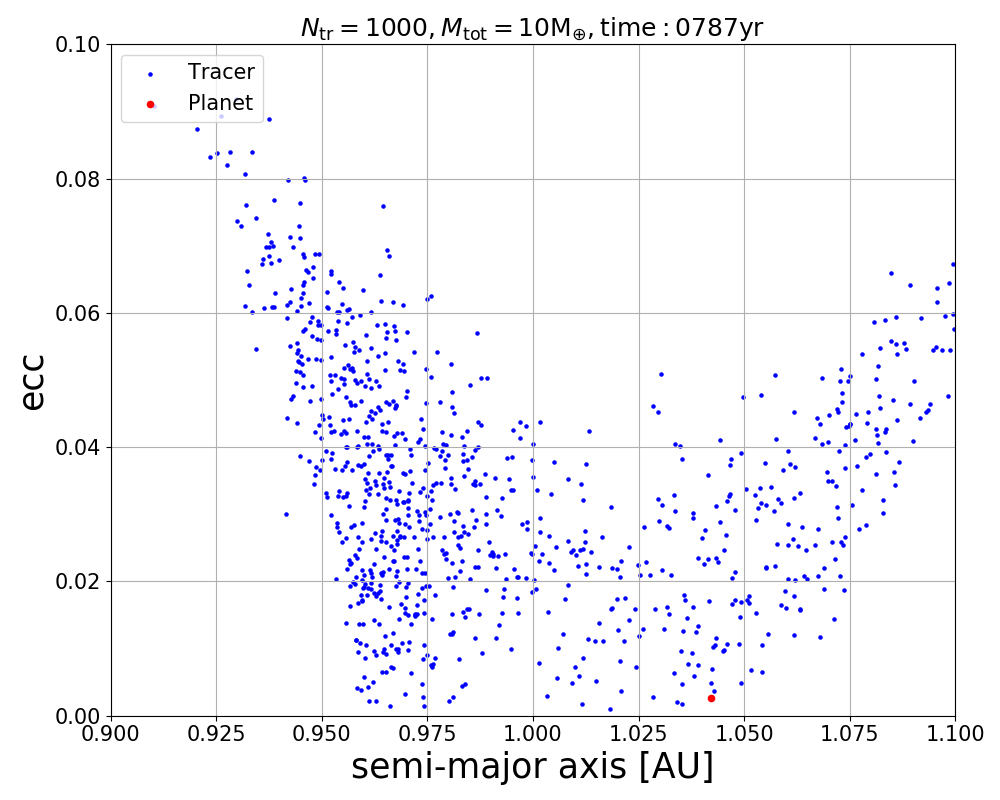 N_tr = 1000, M_tot = 10M_⊕, time : 0787yr
Tracer
Planet
0.10
0.08
0.06
0.04
0.02
0.00
ecc
0.900 0.925 0.950 0.975 1.000 1.025 1.050 1.075 1.100
semi-major axis [AU]